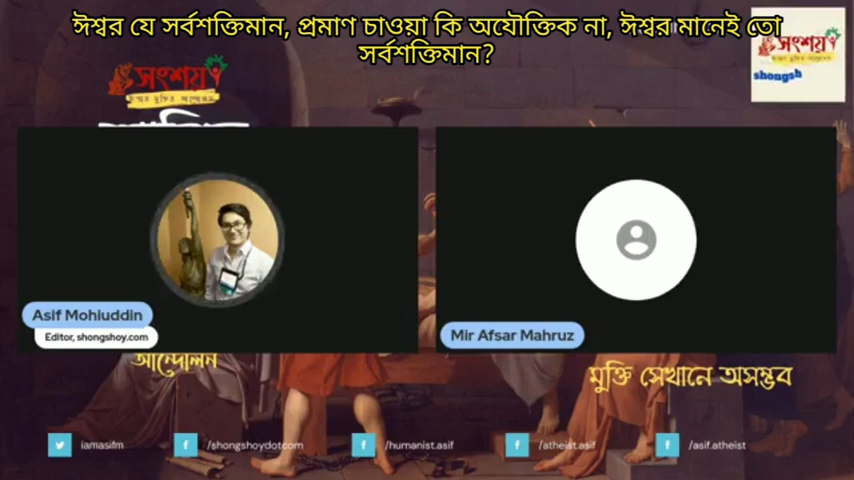 ঈশ্বর যে সর্বশক্তিমান, প্রমাণ চাওয়া কি অযৌক্তিক না, ঈশ্বর মানেই তো
সর্বশক্তিমান?
সংশয়
সংশয়
shongsh
Asif Mohiuddin
Editor, shongshoy.com
Mir Afsar Mahruz
আন্দোলন
মুক্তি সেখানে অসম্ভব
iamasifm
/shongshoydotcom
/humanist.asif
/atheist.asif
/asif.atheist